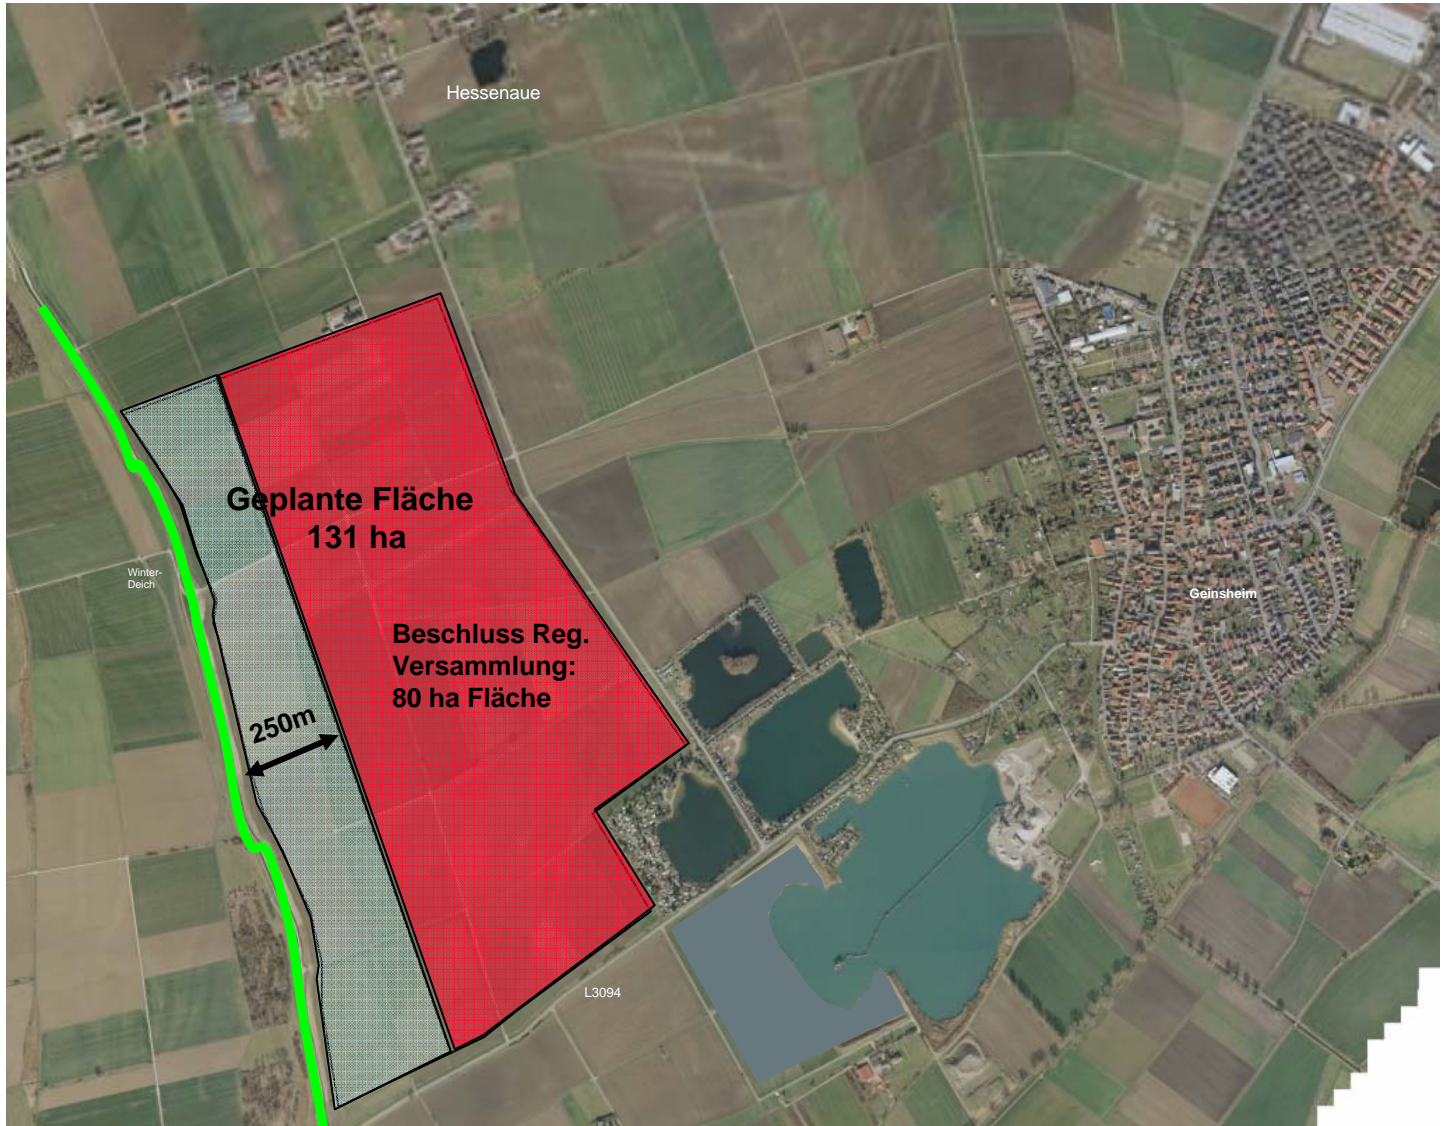 Hessenaue
Geplante Fläche
131 ha
Winter-
Deich
Geinsheim
Beschluss Reg.
Versammlung:
80 ha Fläche
250m
L3094